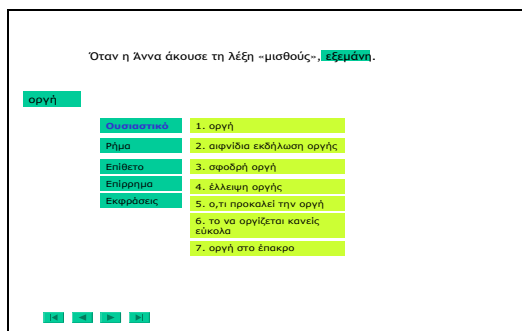 Όταν η Άννα άκουσε τη λέξη «μισθούς», εξεμάνη.
οργή
Ουσιαστικό
Ρήμα
Επίθετο
Επίρρημα
Εκφράσεις
1. οργή
2. αιφνίδια εκδήλωση οργής
3. σφοδρή οργή
4. έλλειψη οργής
5. ο,τι προκαλεί την οργή
6. το να οργίζεται κανείς
εύκολα
7. οργή στο έπακρο